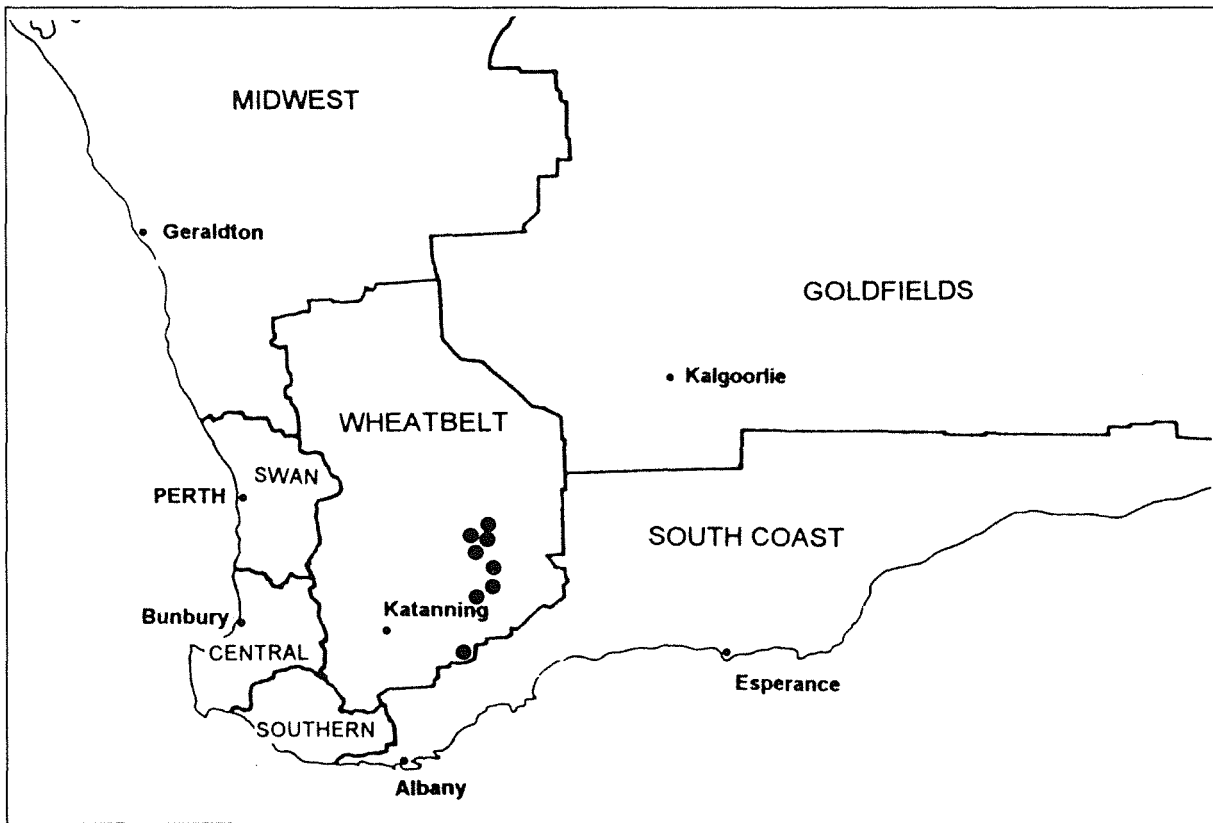 MIDWEST
Geraldton
GOLDFIELDS
Kalgoorlie
WHEATBELT
SWAN
PERTH
SOUTH COAST
Katanning
Bunbury
CENTRAL
Esperance
SOUTHERN
Albany